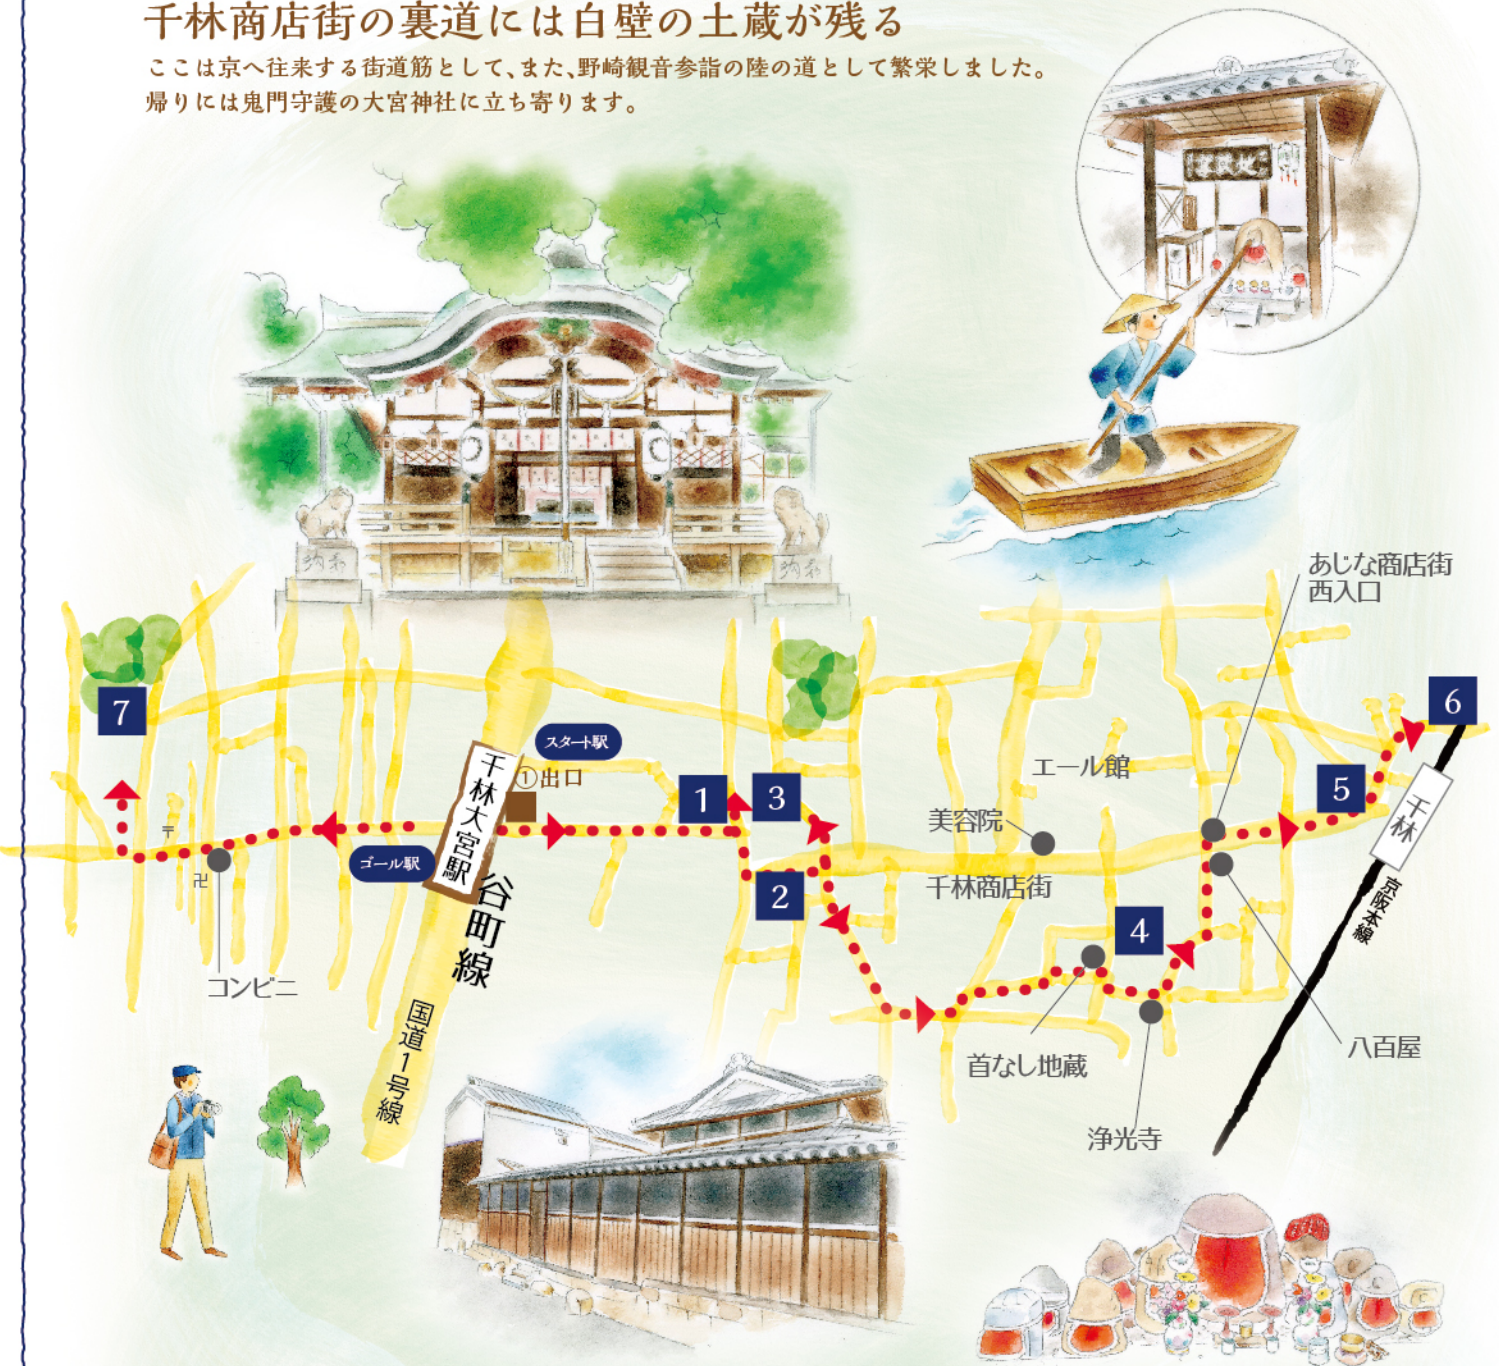 千林商店街の裏道には白壁の土蔵が残る
ここは京へ往来する街道筋として、また、野崎観音参詣の陸の道として繁栄しました。
帰りには鬼門守護の大宮神社に立ち寄ります。
あじな商店街
西入口
7
6
スタート駅
①出口
千林大宮駅
1
3
エール館
5
千林
美容院
〒
ゴール駅
2
千林商店街
谷町線
卍
京阪本線
4
コンビニ
国道1号線
首なし地蔵
八百屋
浄光寺